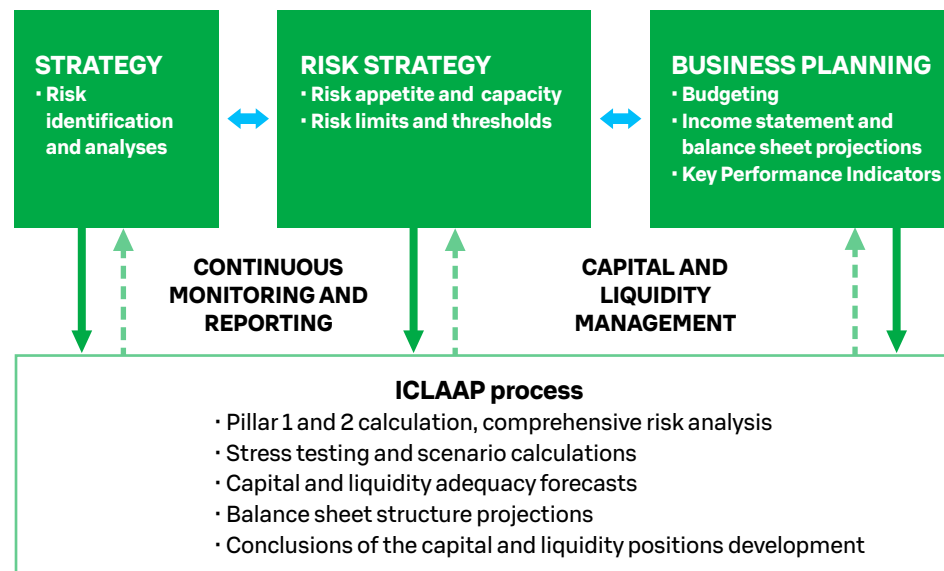 STRATEGY
· Risk
identification
and analyses
RISK STRATEGY
· Risk appetite and capacity
· Risk limits and thresholds
BUSINESS PLANNING
· Budgeting
· Income statement and
balance sheet projections
· Key Performance Indicators
CONTINUOUS
MONITORING AND
REPORTING
CAPITAL AND
LIQUIDITY
MANAGEMENT
ICLAAP process
· Pillar 1 and 2 calculation, comprehensive risk analysis
· Stress testing and scenario calculations
· Capital and liquidity adequacy forecasts
· Balance sheet structure projections
· Conclusions of the capital and liquidity positions development